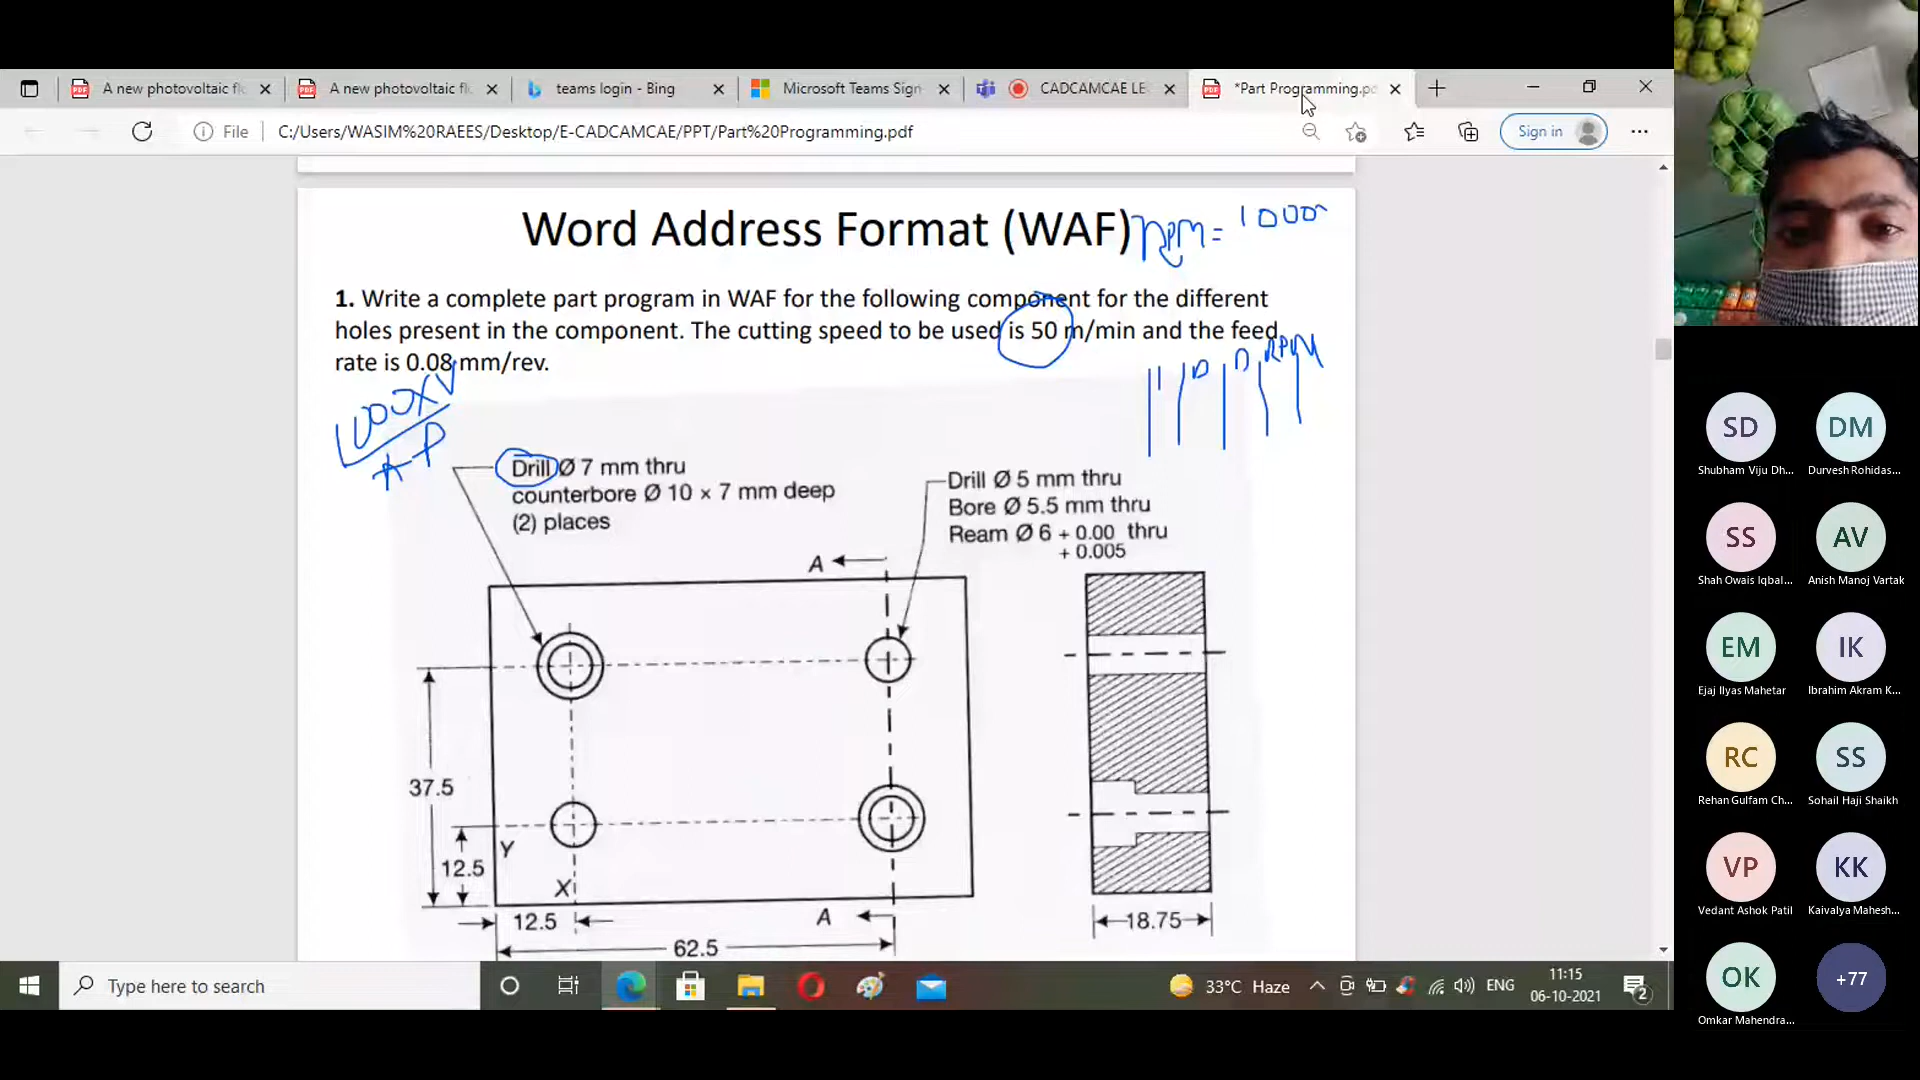 A new photovoltaic fl
A new photovoltaic fl
teams login - Bing
Microsoft Teams Sign
CADCAMCAE LE
*Part Programming.pd
File
C:/Users/WASIM%20RAEES/Desktop/E-CADCAMCAE/PPT/Part%20Programming.pdf
Sign in
Word Address Format (WAF)
RPM = 1000
1. Write a complete part program in WAF for the following component for the different
holes present in the component. The cutting speed to be used is 50 m/min and the feed
rate is 0.08 mm/rev.
1000XV
D RPM
Drill Ø 7 mm thru
counterbore Ø 10 × 7 mm deep
(2) places
Drill Ø 5 mm thru
Bore Ø 5.5 mm thru
Ream Ø 6 + 0.00 thru
+ 0.005
A
37.5
12.5
Y
X
12.5
A
62.5
18.75
SD
Shubham Viju Dh...
DM
Durvesh Rohidas...
SS
Shah Owais Iqbal...
AV
Anish Manoj Vartak
EM
Ejaj Ilyas Mahetar
IK
Ibrahim Akram K...
RC
Rehan Gulfam Ch...
SS
Sohail Haji Shaikh
VP
Vedant Ashok Patil
KK
Kaivalya Mahesh...
OK
Omkar Mahendra...
+77
Type here to search
33°C Haze
ENG
11:15
06-10-2021
2